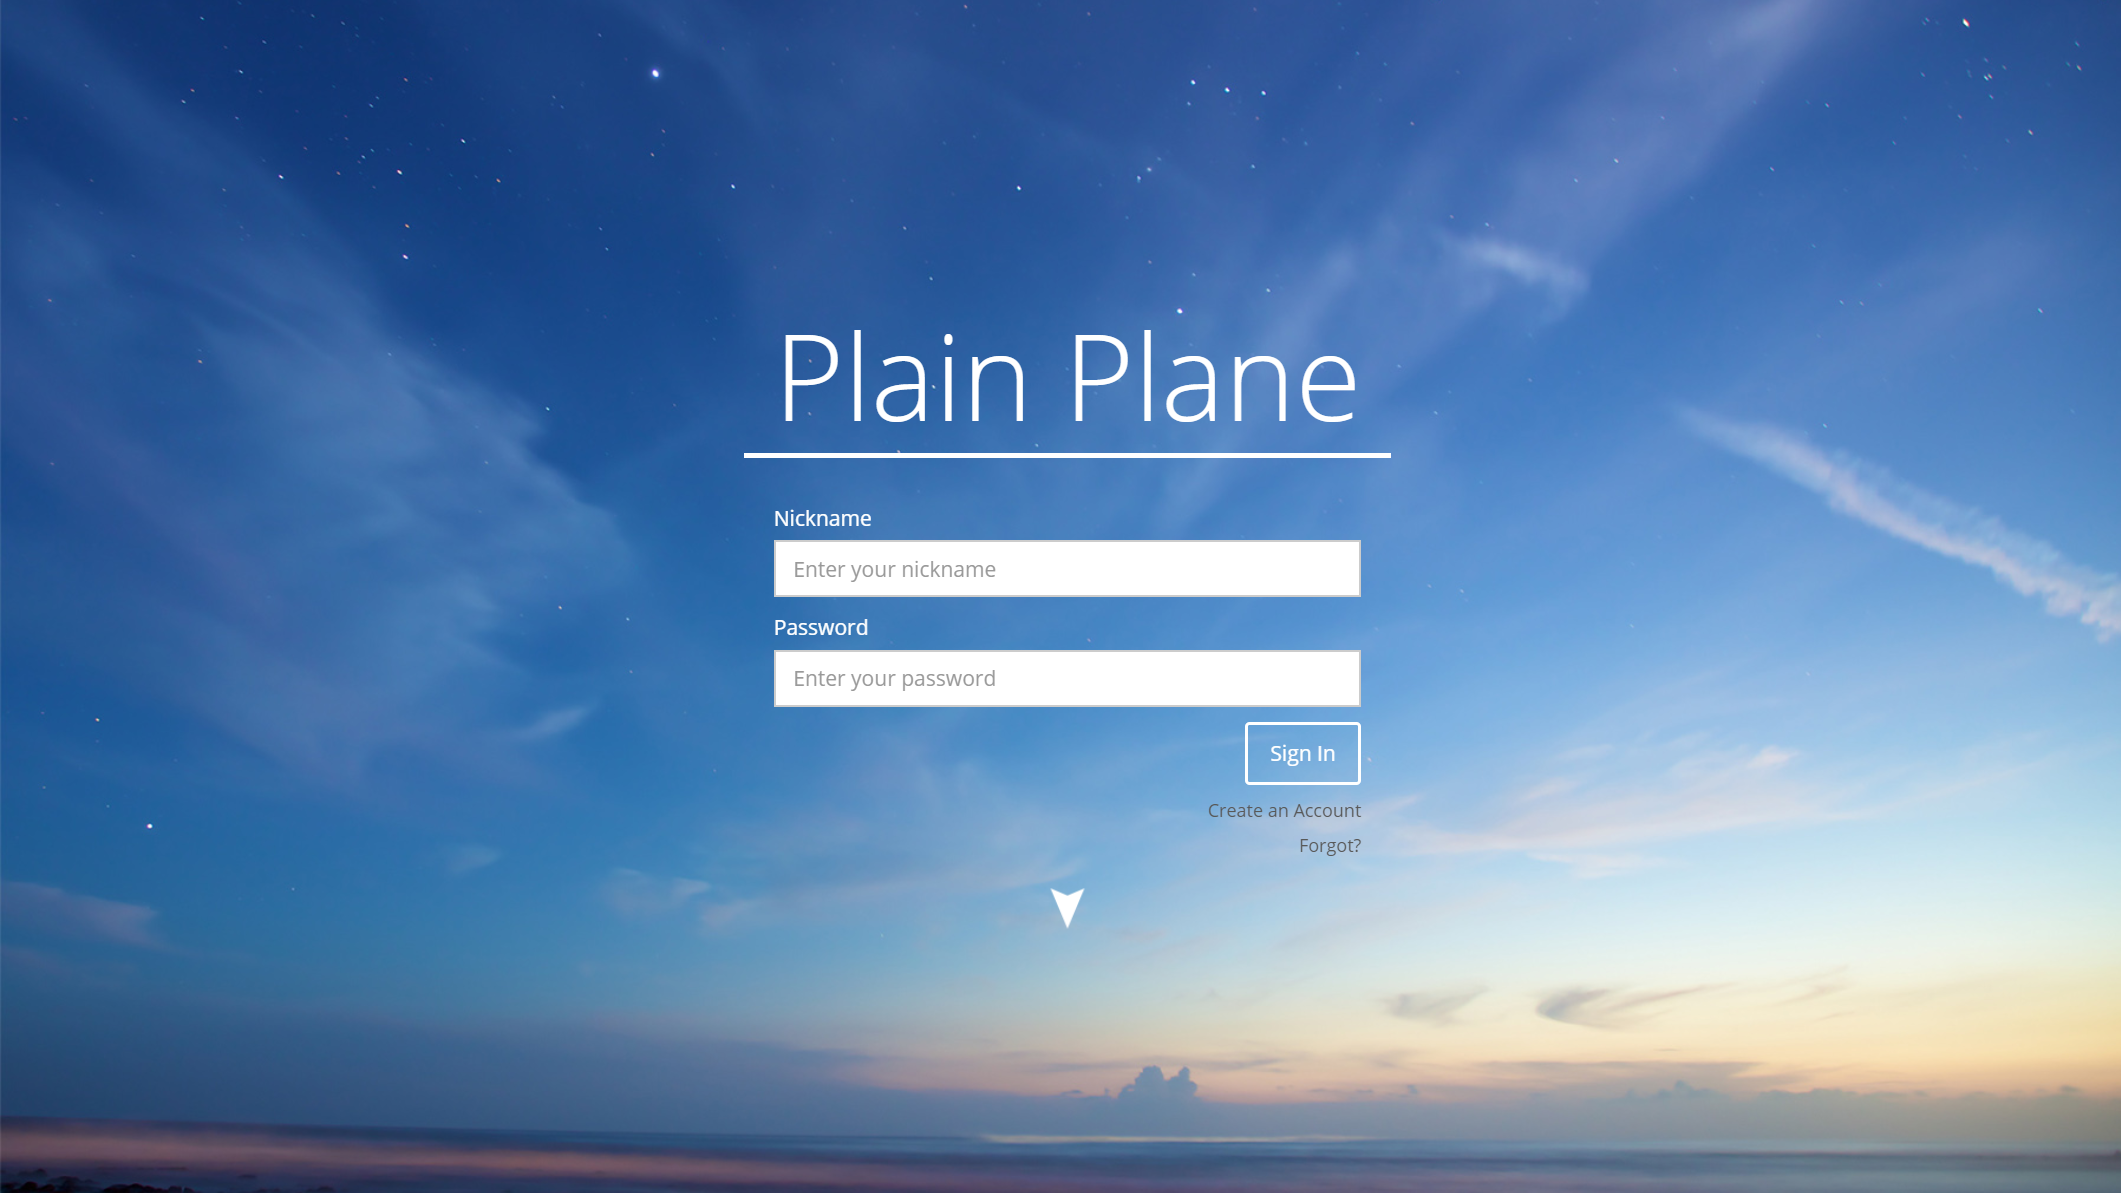 Plain Plane
Nickname
Enter your nickname
Password
Enter your password
Sign In
Create an Account
Forgot?